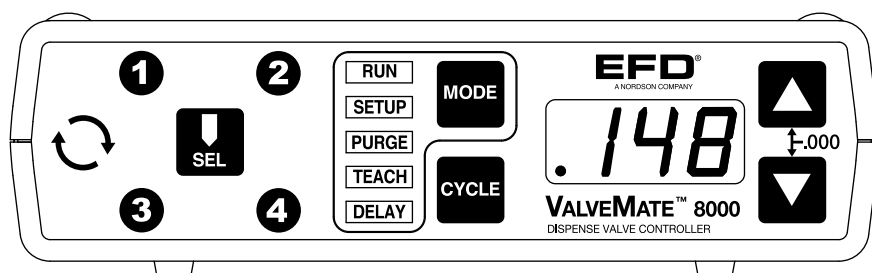 1
2
3
4
SEL
RUN
SETUP
PURGE
TEACH
DELAY
MODE
CYCLE
EFD®
A NORDSON COMPANY
.148
VALVEMATE™ 8000
DISPENSE VALVE CONTROLLER
.000